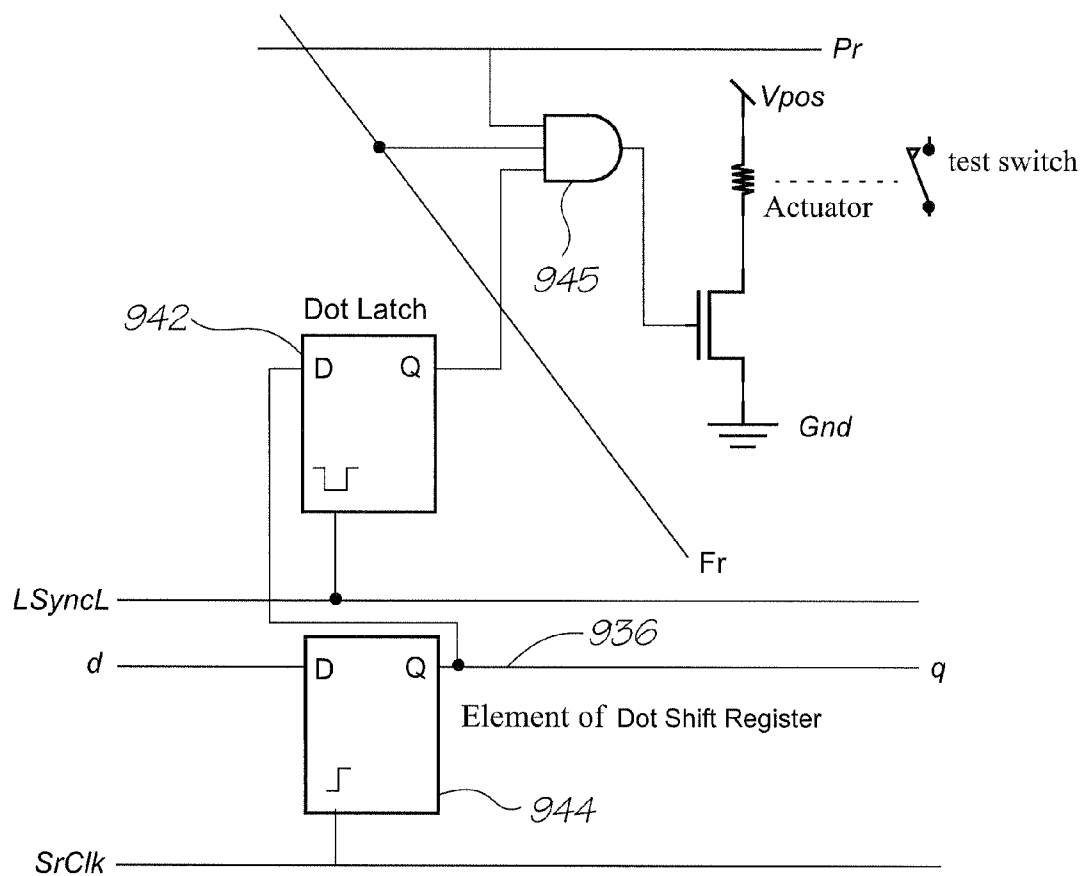 Pr
Vpos
test switch
Actuator
945
942
Dot Latch
D Q
Gnd
Fr
LSyncL
936
d
D Q
q
Element of Dot Shift Register
944
SrClk